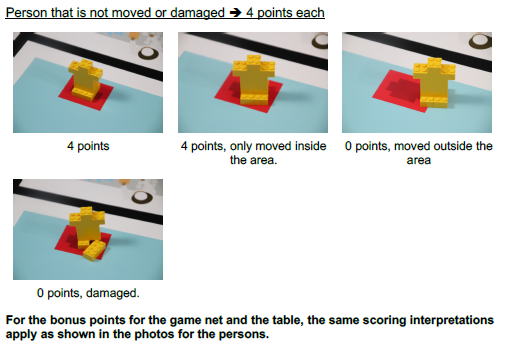 Person that is not moved or damaged ➔ 4 points each
4 points
4 points, only moved inside
the area.
0 points, moved outside the
area
0 points, damaged.
For the bonus points for the game net and the table, the same scoring interpretations
apply as shown in the photos for the persons.